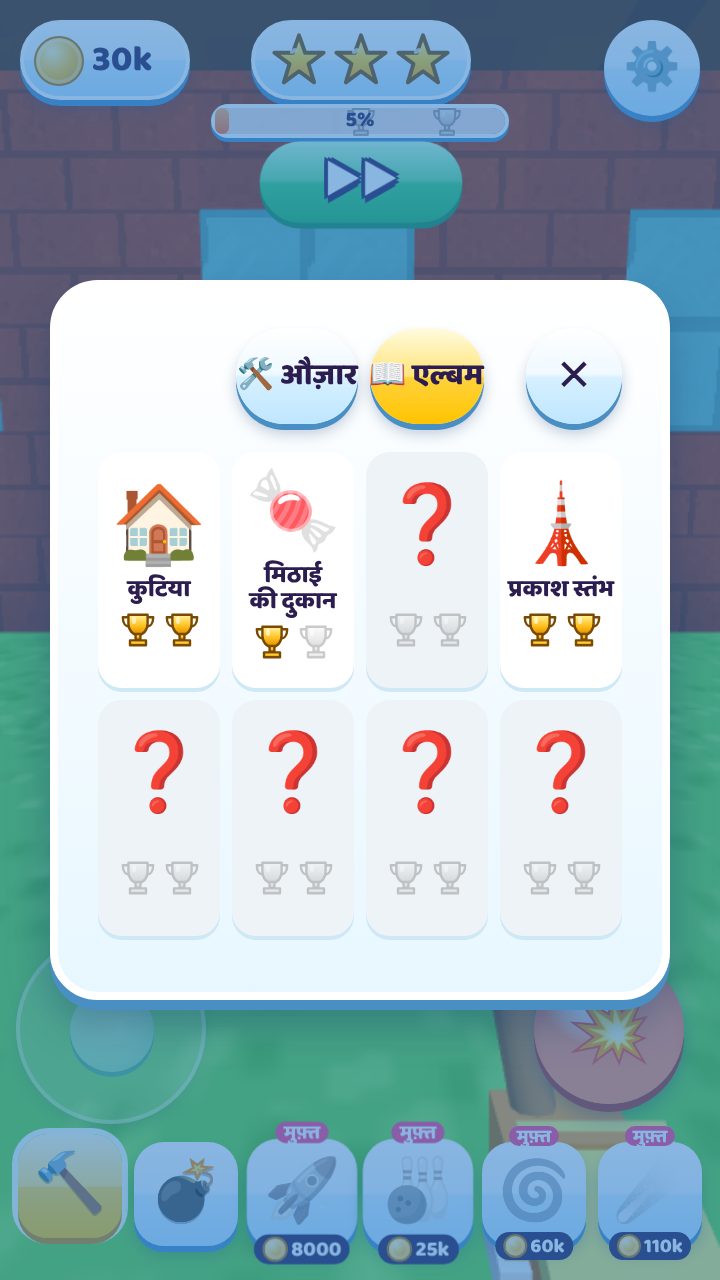 30k
5%
औज़ार
एल्बम
कुटिया
मिठाई
की दुकान
प्रकाश स्तंभ
मुफ़्त
मुफ़्त
मुफ़्त
मुफ़्त
8000
25k
60k
110k